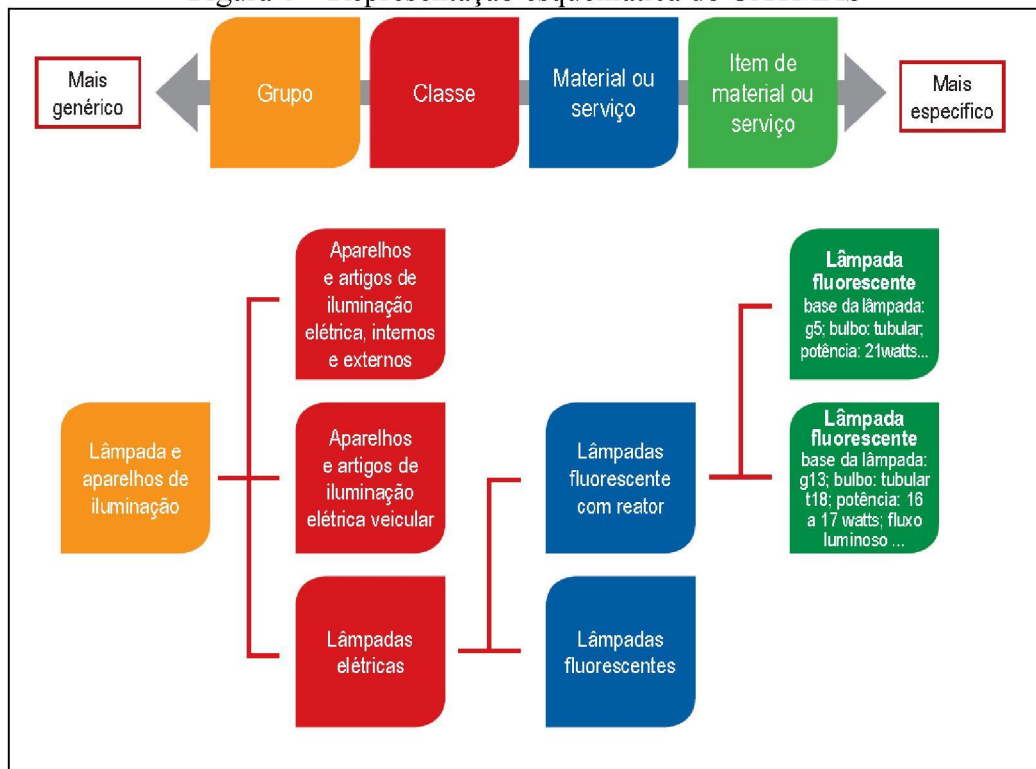 Mais
genérico
Grupo
Classe
Material ou
serviço
Item de
material ou
serviço
Mais
especifico
Aparelhos
e artigos de
iluminação
elétrica, internos
e externos
Lâmpada
fluorescente
base da lâmpada:
g5; bulbo: tubular;
potência: 21watts...
Lâmpada e
aparelhos de
iluminação
Aparelhos
e artigos de
iluminação
elétrica veicular
Lâmpadas
fluorescente
com reator
Lâmpada
fluorescente
base da lâmpada:
g13; bulbo: tubular
t18; potência: 16
a 17 watts; fluxo
luminoso ...
Lâmpadas
elétricas
Lâmpadas
fluorescentes